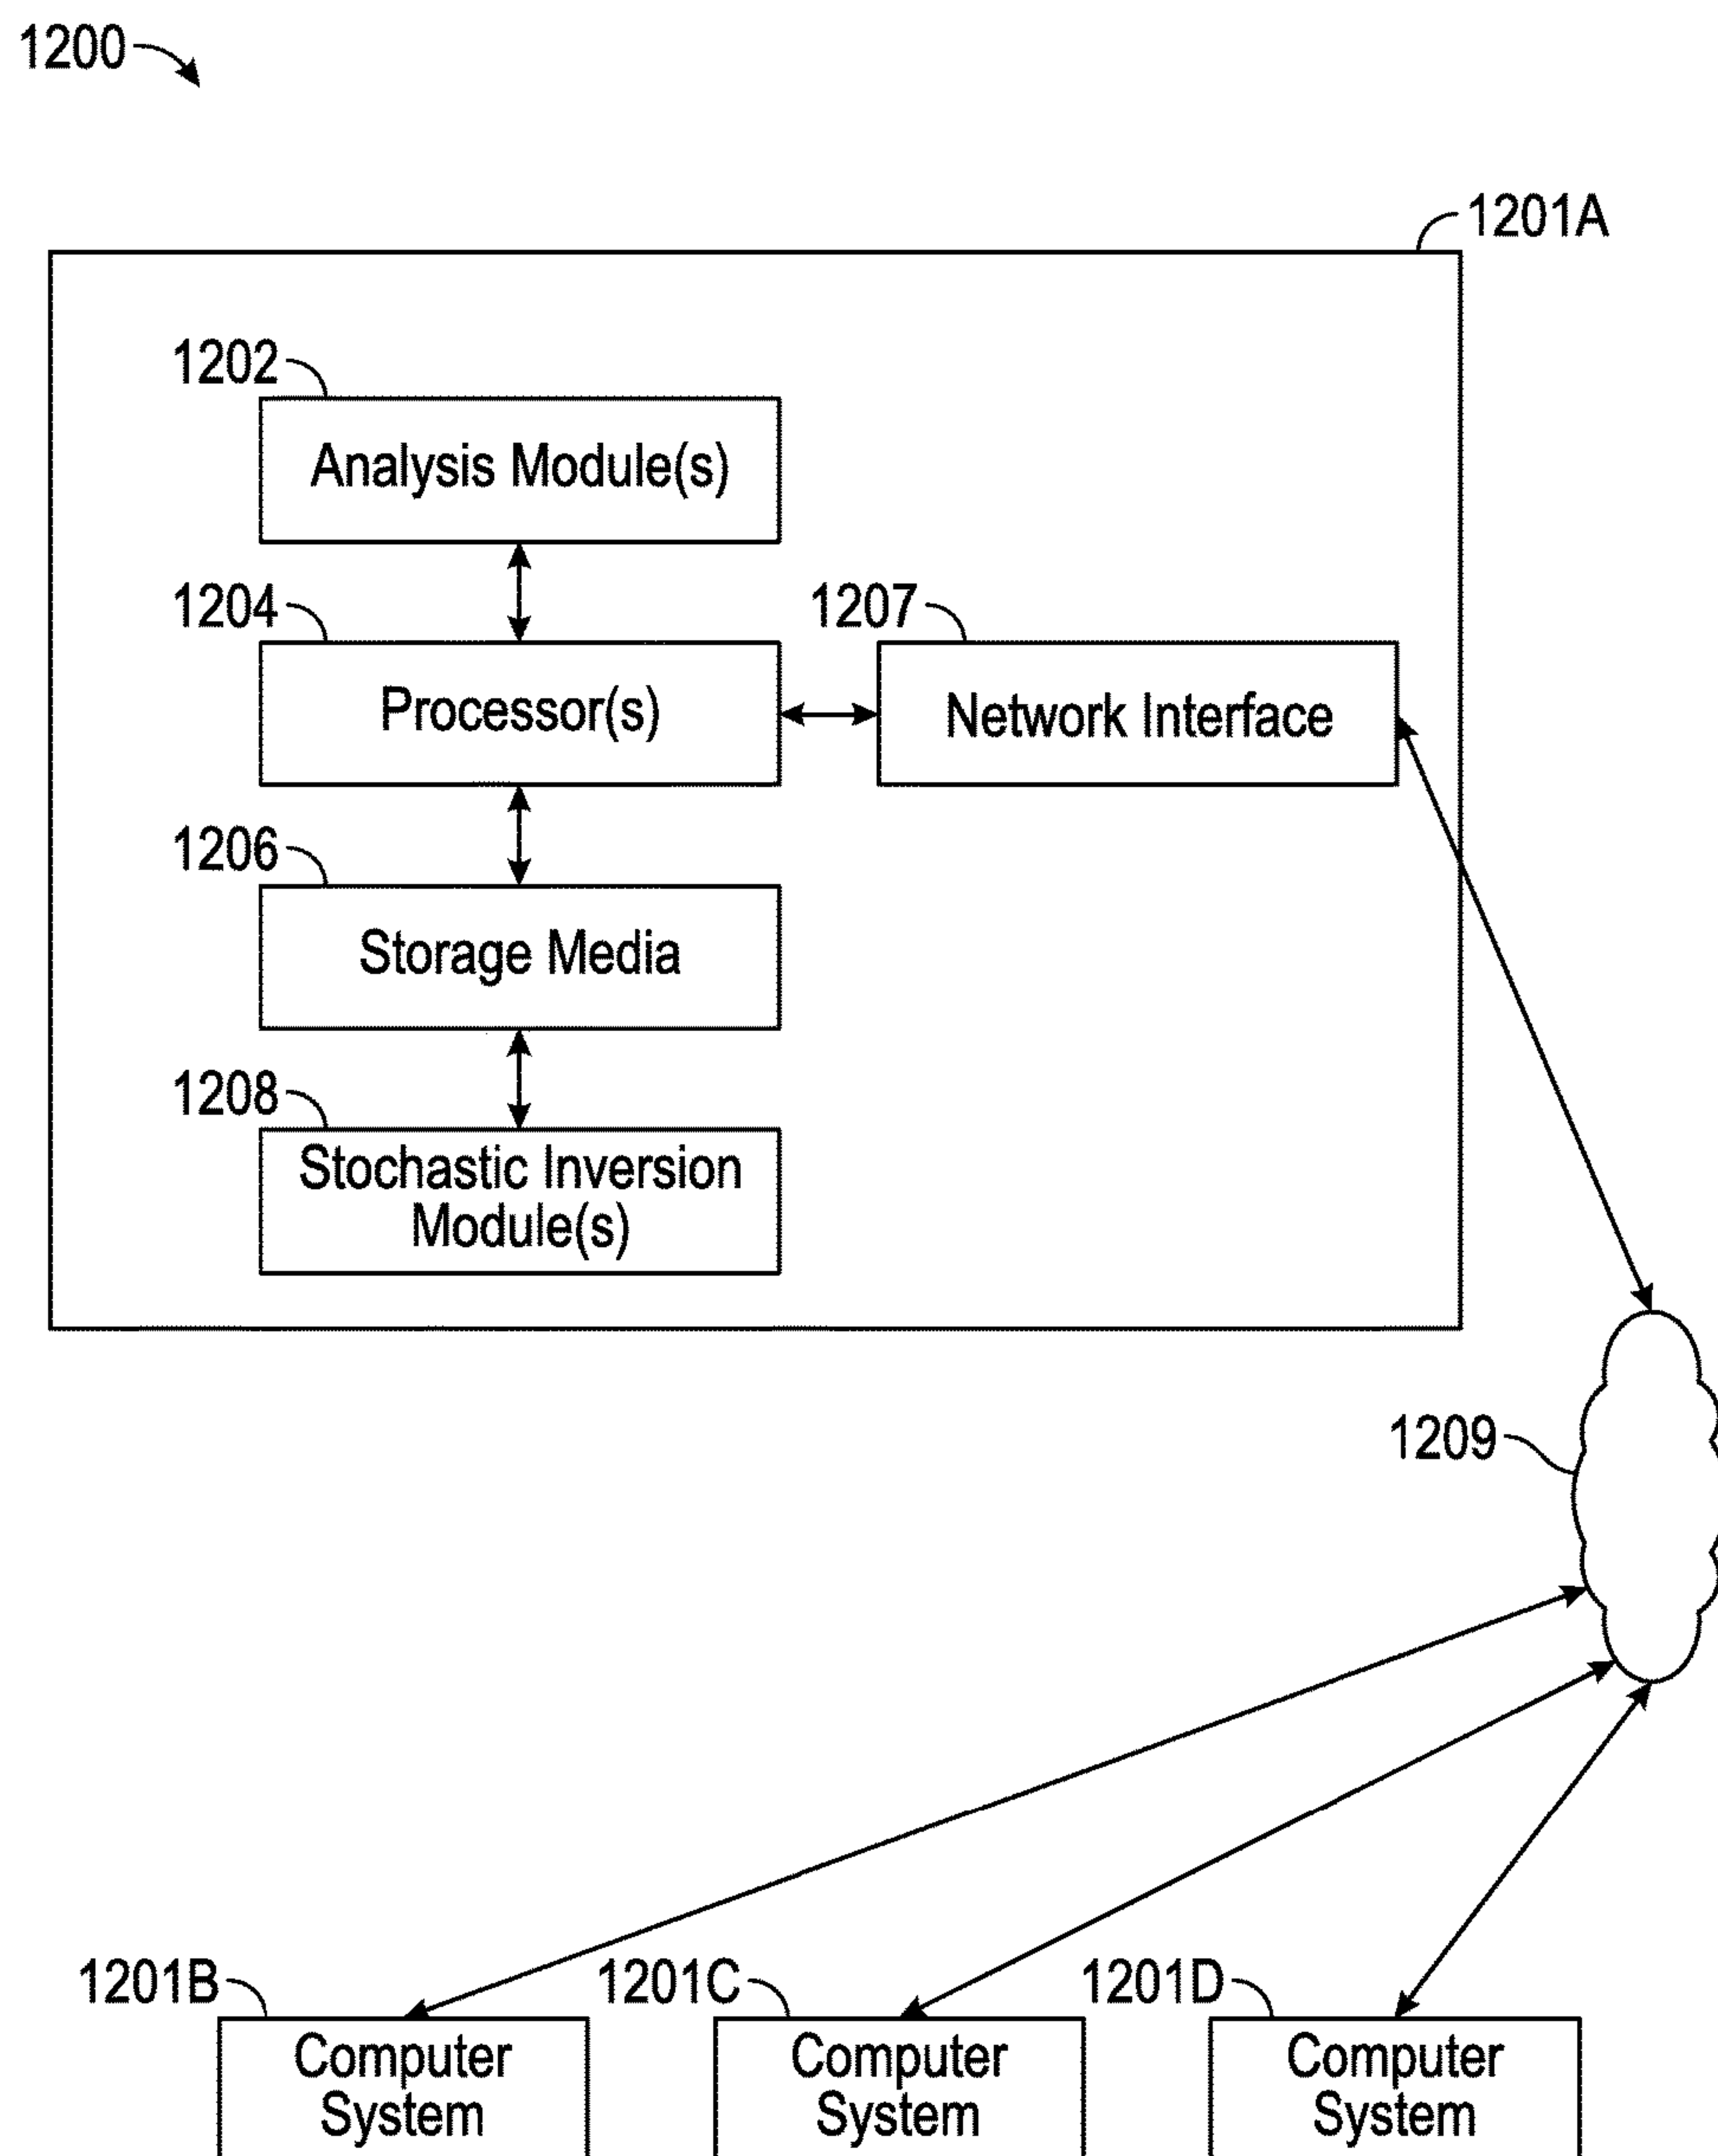 1200
1201A
1202
Analysis Module(s)
1204
1207
Processor(s)
Network Interface
1206
Storage Media
1208
Stochastic Inversion
Module(s)
1209
1201B
1201C
1201D
Computer
System
Computer
System
Computer
System